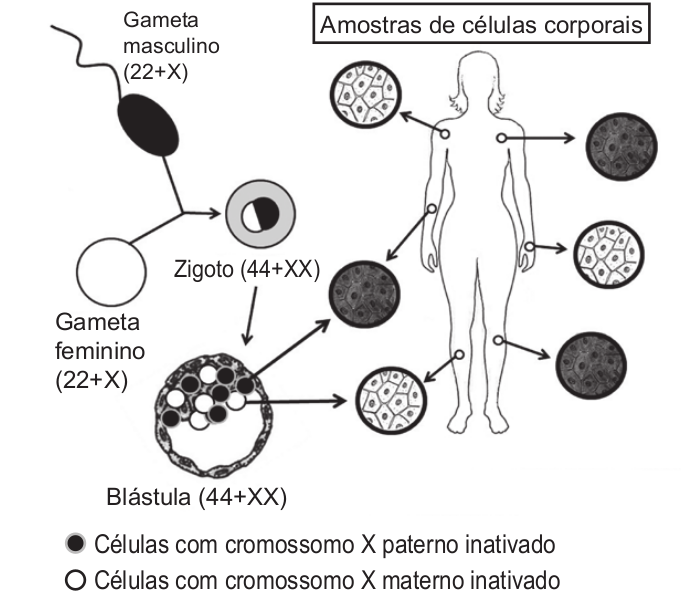 Gameta
masculino
(22+X)
Amostras de células corporais
Zigoto (44+XX)
Gameta
feminino
(22+X)
Blástula (44+XX)
Células com cromossomo X paterno inativado
Células com cromossomo X materno inativado